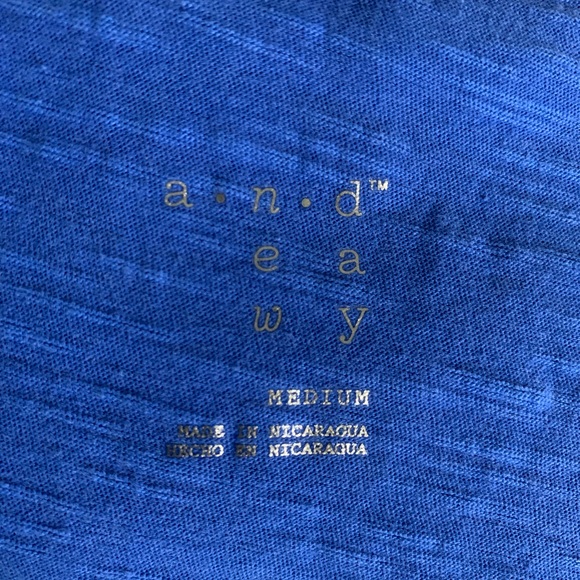 a・n・d™
e a
w y
MEDIUM
MADE IN NICARAGUA
HECHO EN NICARAGUA